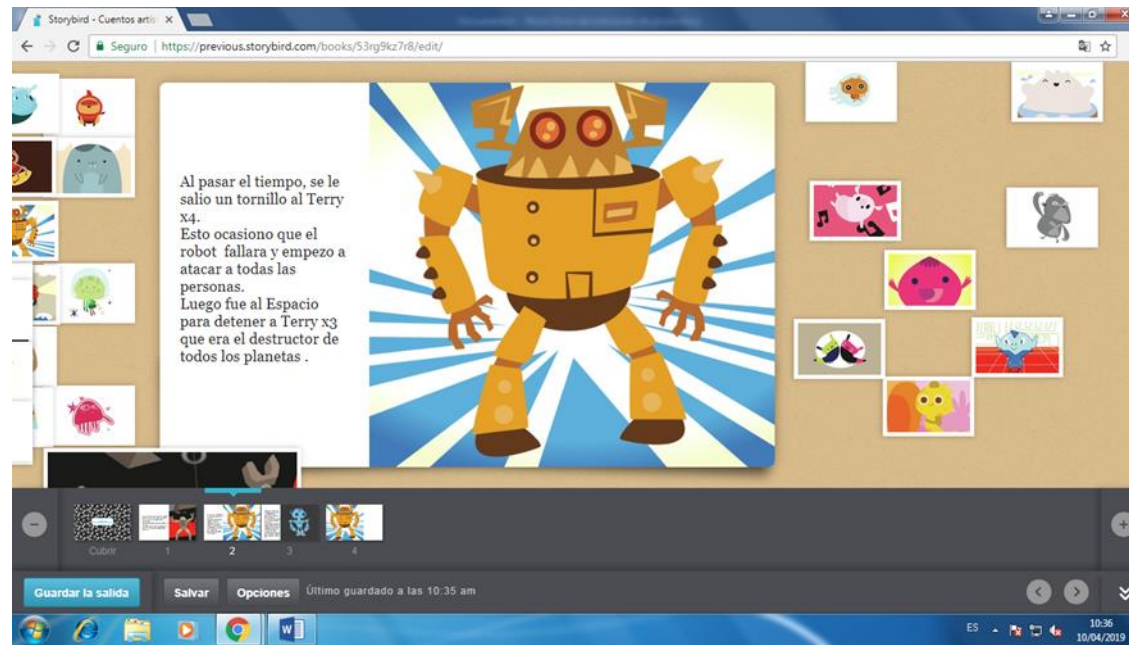 Storybird - Cuentos artís
Seguro | https://previous.storybird.com/books/53rg9kz7r8/edit/
Al pasar el tiempo, se le
salio un tornillo al Terry
x4.
Esto ocasiono que el
robot fallara y empezo a
atacar a todas las
personas.
Luego fue al Espacio
para detener a Terry x3
que era el destructor de
todos los planetas .
Cubrir 1 2 3 4
Guardar la salida Salvar Opciones Último guardado a las 10:35 am
ES 10:36
10/04/2019